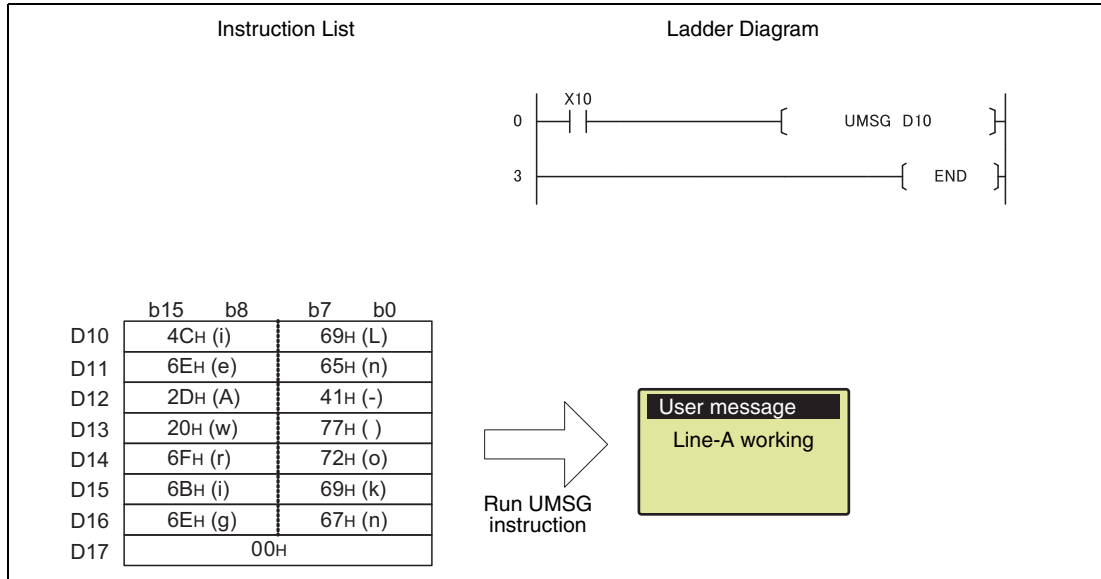 Instruction List Ladder Diagram
X10
0 UMSG D10
3 END
b15 b8 b7 b0
D10 4CH (i) 69H (L)
D11 6EH (e) 65H (n)
D12 2DH (A) 41H (-)
D13 20H (w) 77H ( )
D14 6FH (r) 72H (o)
D15 6BH (i) 69H (k)
D16 6EH (g) 67H (n)
D17 00H
Run UMSG
instruction
User message
Line-A working